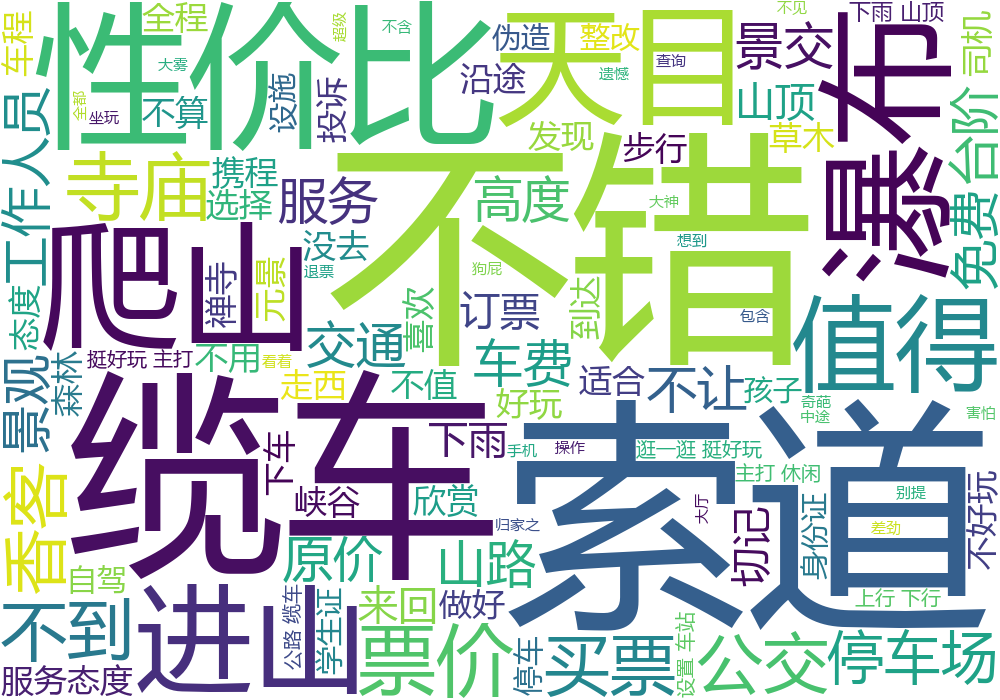 不见
下雨 山顶
全程
超级
不含
性价比
天目
伪造
整改
景交
布
车程
司机
大雾
沿途
遗憾
查询
设施
投诉
山顶
台阶
全部
坐玩
不算
发现
步行
草木
工作人员
寺庙
携程
不错
瀑
选择
服务
高度
大神
免费
爬山
没去
想到
禅寺
元景
退票
狗屁
态度
喜欢
订票
到达
包含
值得
交通
车费
景观
森林
挺好玩 主打
不用
看着
走西
不值
适合
不让
孩子
好玩
奇葩
中途
害怕
缆车
索道
下车
下雨
手机
操作
逛一逛 挺好玩
香客
主打 休闲
峡谷
欣赏
别提
不好玩
归家之
大厅
切记
身份证
差劲
原价
山路
自驾
进山
公路 缆车
学生证
来回
做好
上行 下行
不到
票价
停车
买票
设置 车站
公交
停车场
服务态度